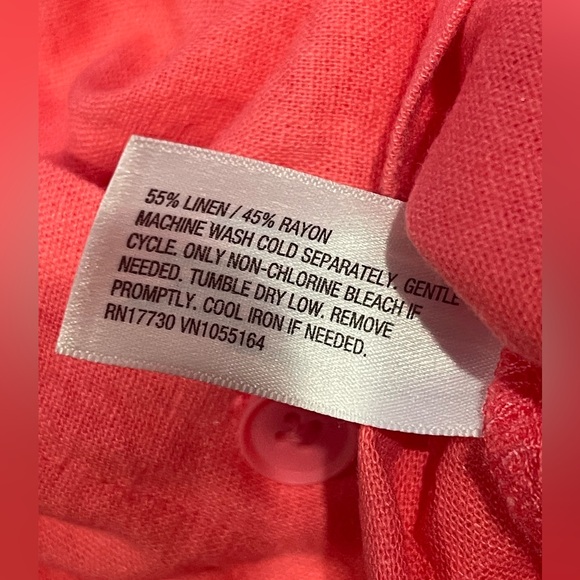 55% LINEN / 45% RAYON
MACHINE WASH COLD SEPARATELY. GENTLE
CYCLE. ONLY NON-CHLORINE BLEACH IF
NEEDED. TUMBLE DRY LOW. REMOVE
PROMPTLY. COOL IRON IF NEEDED.
RN17730 VN1055164